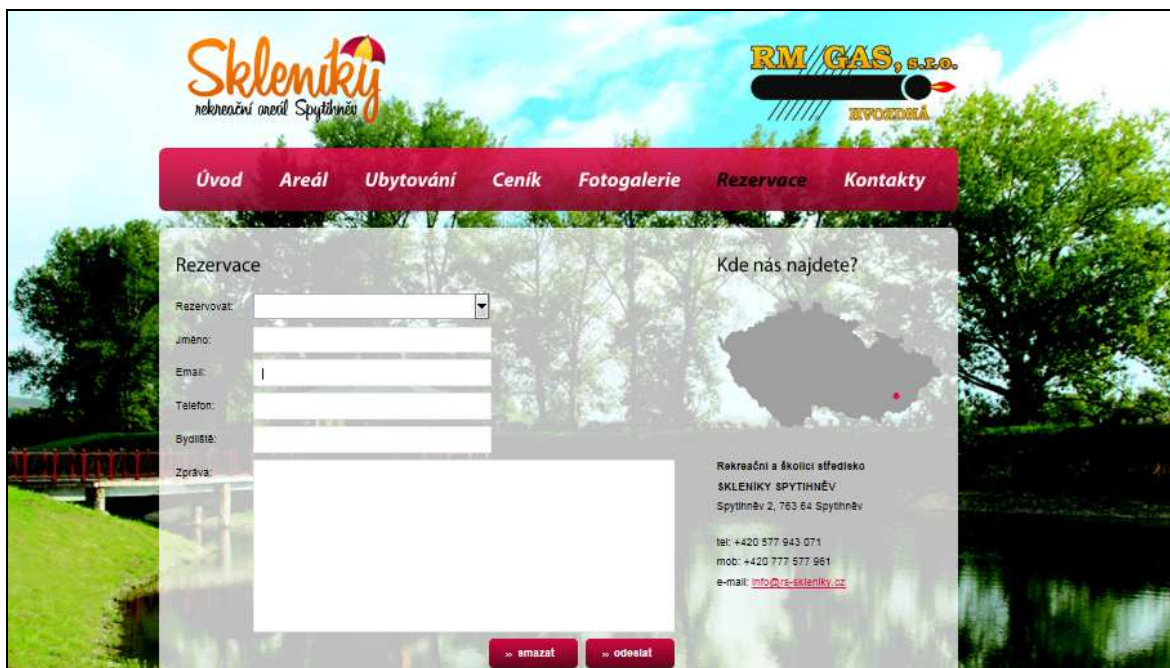 Skleníky
rekreační areál Spytihněv
RM GAS, s.r.o.
HVOZDNÁ
Úvod Areál Ubytování Ceník Fotogalerie Rezervace Kontakty
Rezervace
Rezervovat:
Jméno:
Email:
Telefon:
Bydliště:
Zpráva:
» smazat » odeslat
Kde nás najdete?
Rekreační a školící středisko
SKLENÍKY SPYTIHNĚV
Spytihněv 2, 763 64 Spytihněv
tel: +420 577 943 071
mob: +420 777 577 961
e-mail: info@rs-skleniky.cz